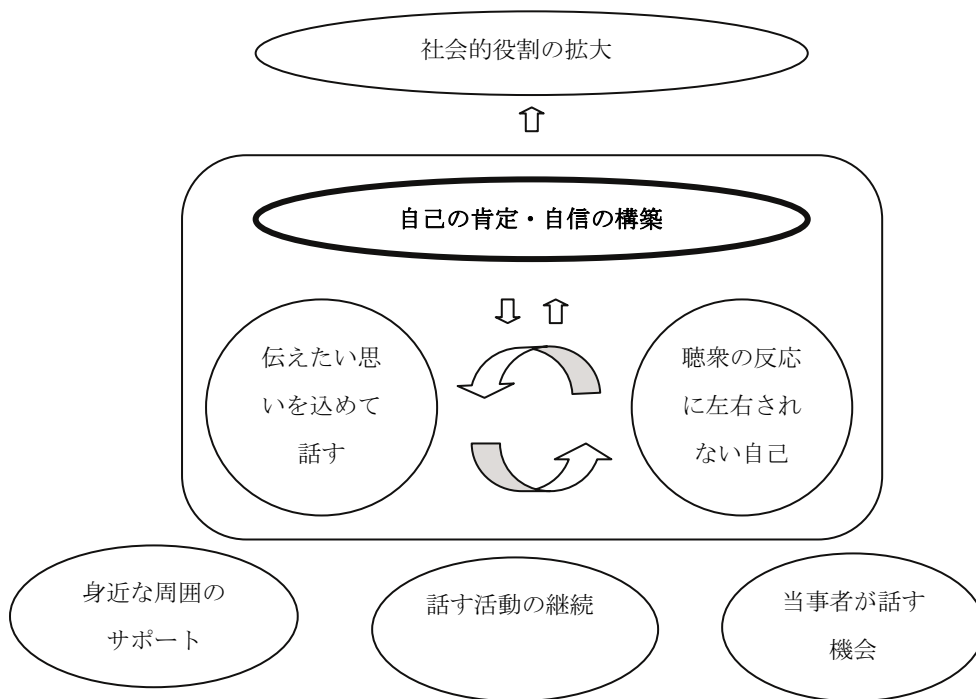 社会的役割の拡大
自己の肯定・自信の構築
伝えたい思
いを込めて
話す
聴衆の反応
に左右され
ない自己
身近な周囲の
サポート
話す活動の継続
当事者が話す
機会